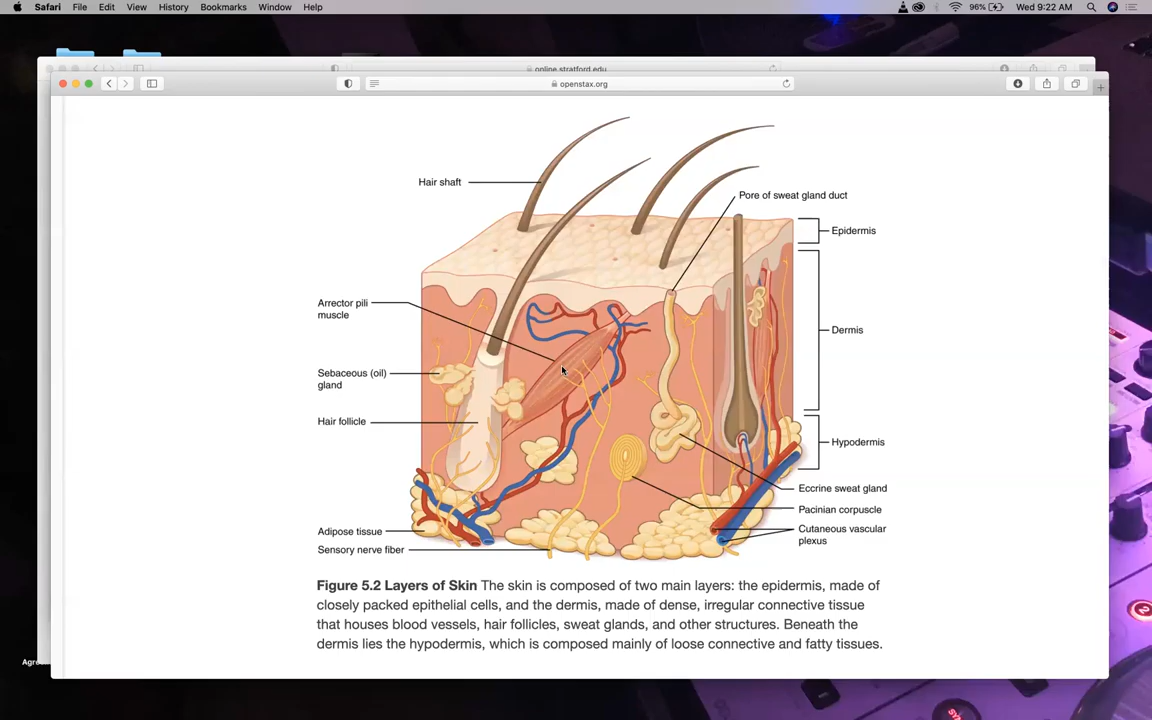 Safari File Edit View History Bookmarks Window Help 96% Wed 9:22 AM
online.stratford.edu
openstax.org
Hair shaft
Pore of sweat gland duct
Epidermis
Arrector pili
muscle
Dermis
Sebaceous (oil)
gland
Hair follicle
Hypodermis
Eccrine sweat gland
Pacinian corpuscle
Adipose tissue
Cutaneous vascular
plexus
Sensory nerve fiber
Figure 5.2 Layers of Skin The skin is composed of two main layers: the epidermis, made of
closely packed epithelial cells, and the dermis, made of dense, irregular connective tissue
that houses blood vessels, hair follicles, sweat glands, and other structures. Beneath the
dermis lies the hypodermis, which is composed mainly of loose connective and fatty tissues.